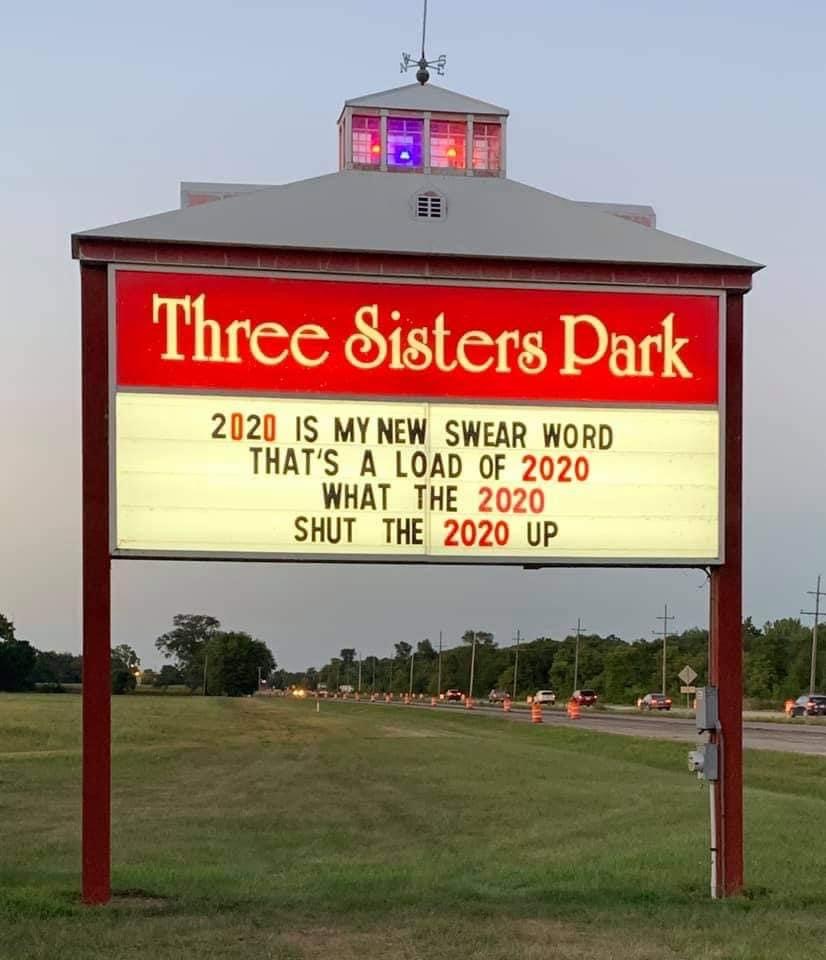 Three Sisters Park
2020 IS MY NEW SWEAR WORD
THAT'S A LOAD OF 2020
WHAT THE 2020
SHUT THE 2020 UP